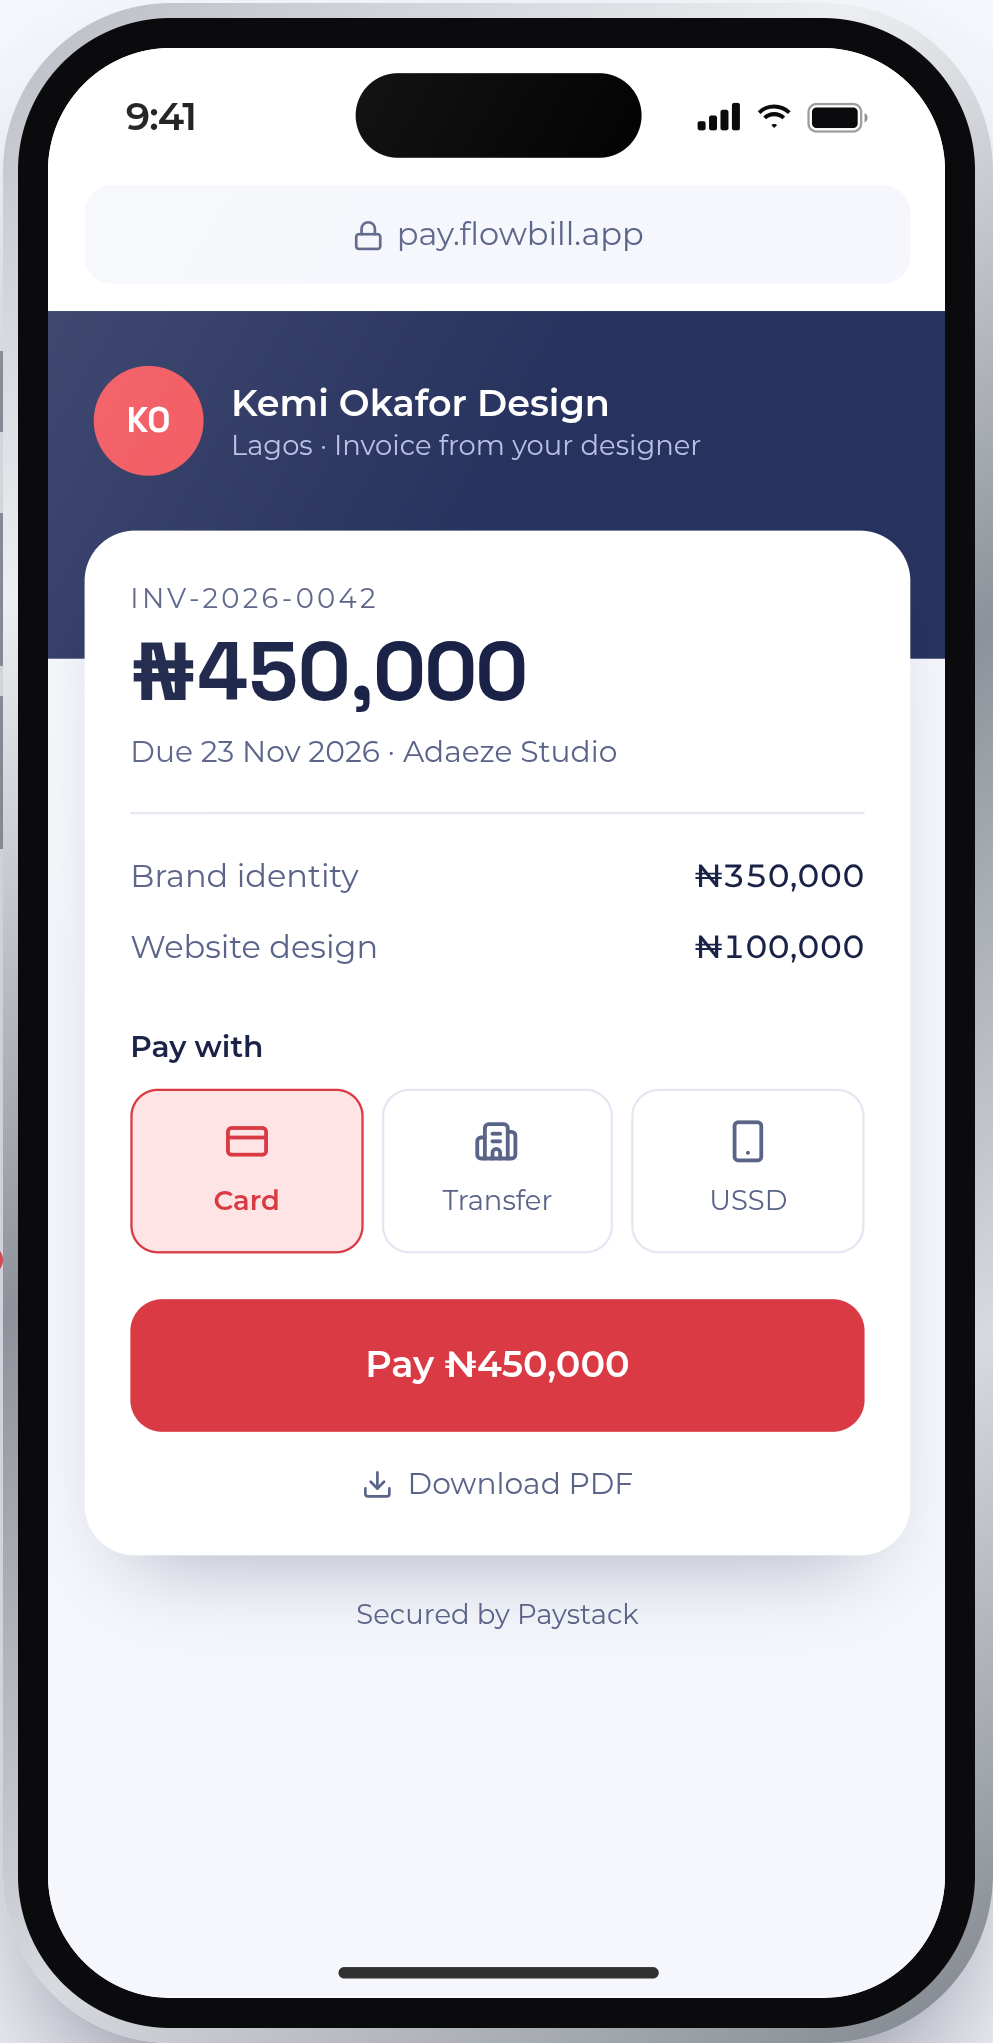 9:41
pay.flowbill.app
KO
Kemi Okafor Design
Lagos · Invoice from your designer
INV-2026-0042
₦450,000
Due 23 Nov 2026 · Adaeze Studio
Brand identity ₦350,000
Website design ₦100,000
Pay with
Card Transfer USSD
Pay ₦450,000
Download PDF
Secured by Paystack